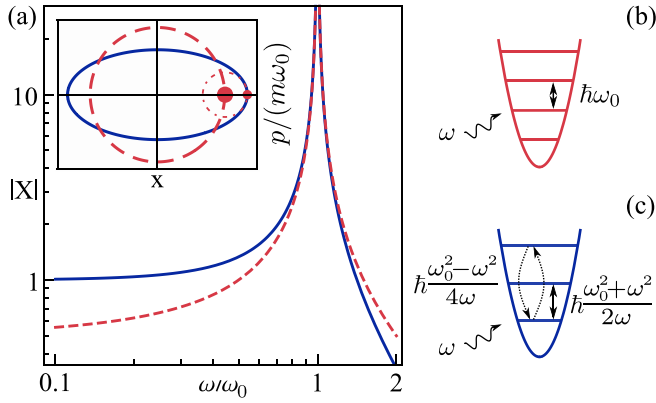 (a)
|X|
10
1
0.1
ω/ω₀
1
2
x
p/(mω₀)
(b)
ω
ℏω₀
(c)
ℏ(ω₀²−ω²)/(4ω)
ℏ(ω₀²+ω²)/(2ω)
ω